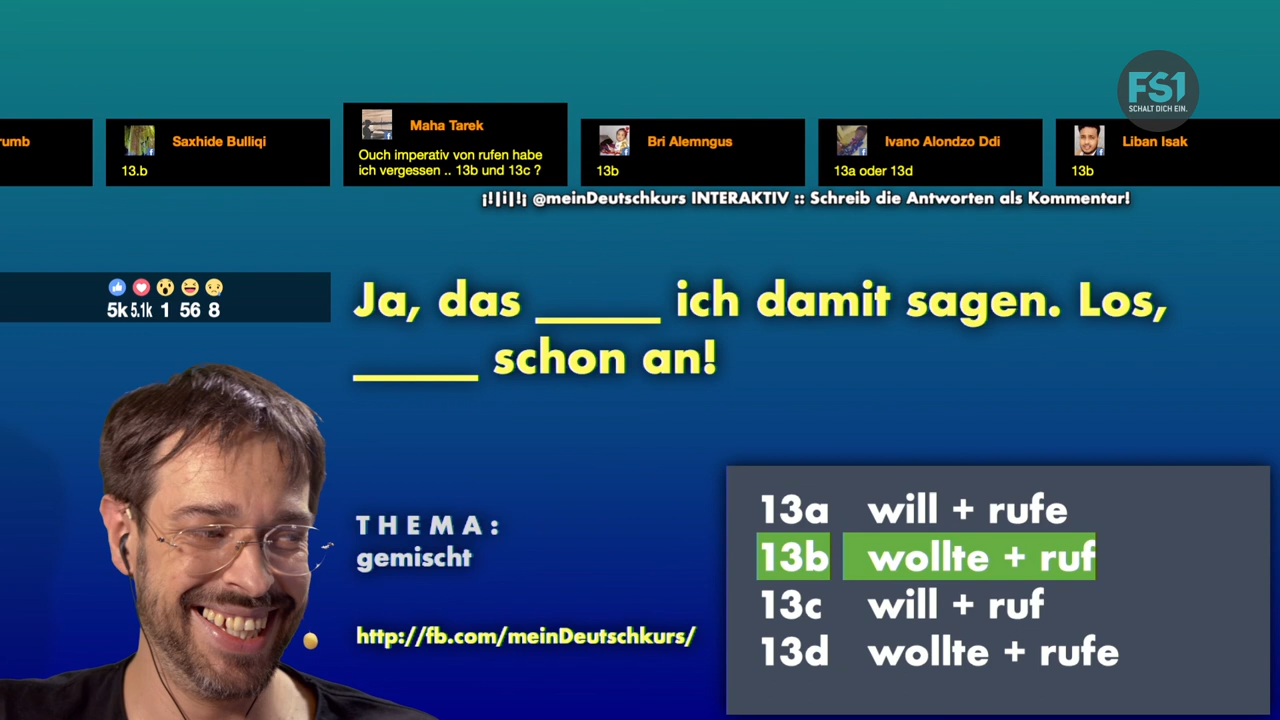 FS1
SCHALT DICH EIN.
rumb
Saxhide Bulliqi
13.b
Maha Tarek
Ouch imperativ von rufen habe
ich vergessen .. 13b und 13c ?
Bri Alemngus
13b
Ivano Alondzo Ddi
13a oder 13d
Liban Isak
13b
¡!|i|!¡ @meinDeutschkurs INTERAKTIV :: Schreib die Antworten als Kommentar!
5k 5.1k 1 56 8
Ja, das _____ ich damit sagen. Los,
_____ schon an!
THEMA:
gemischt
http://fb.com/meinDeutschkurs/
13a will + rufe
13b wollte + ruf
13c will + ruf
13d wollte + rufe